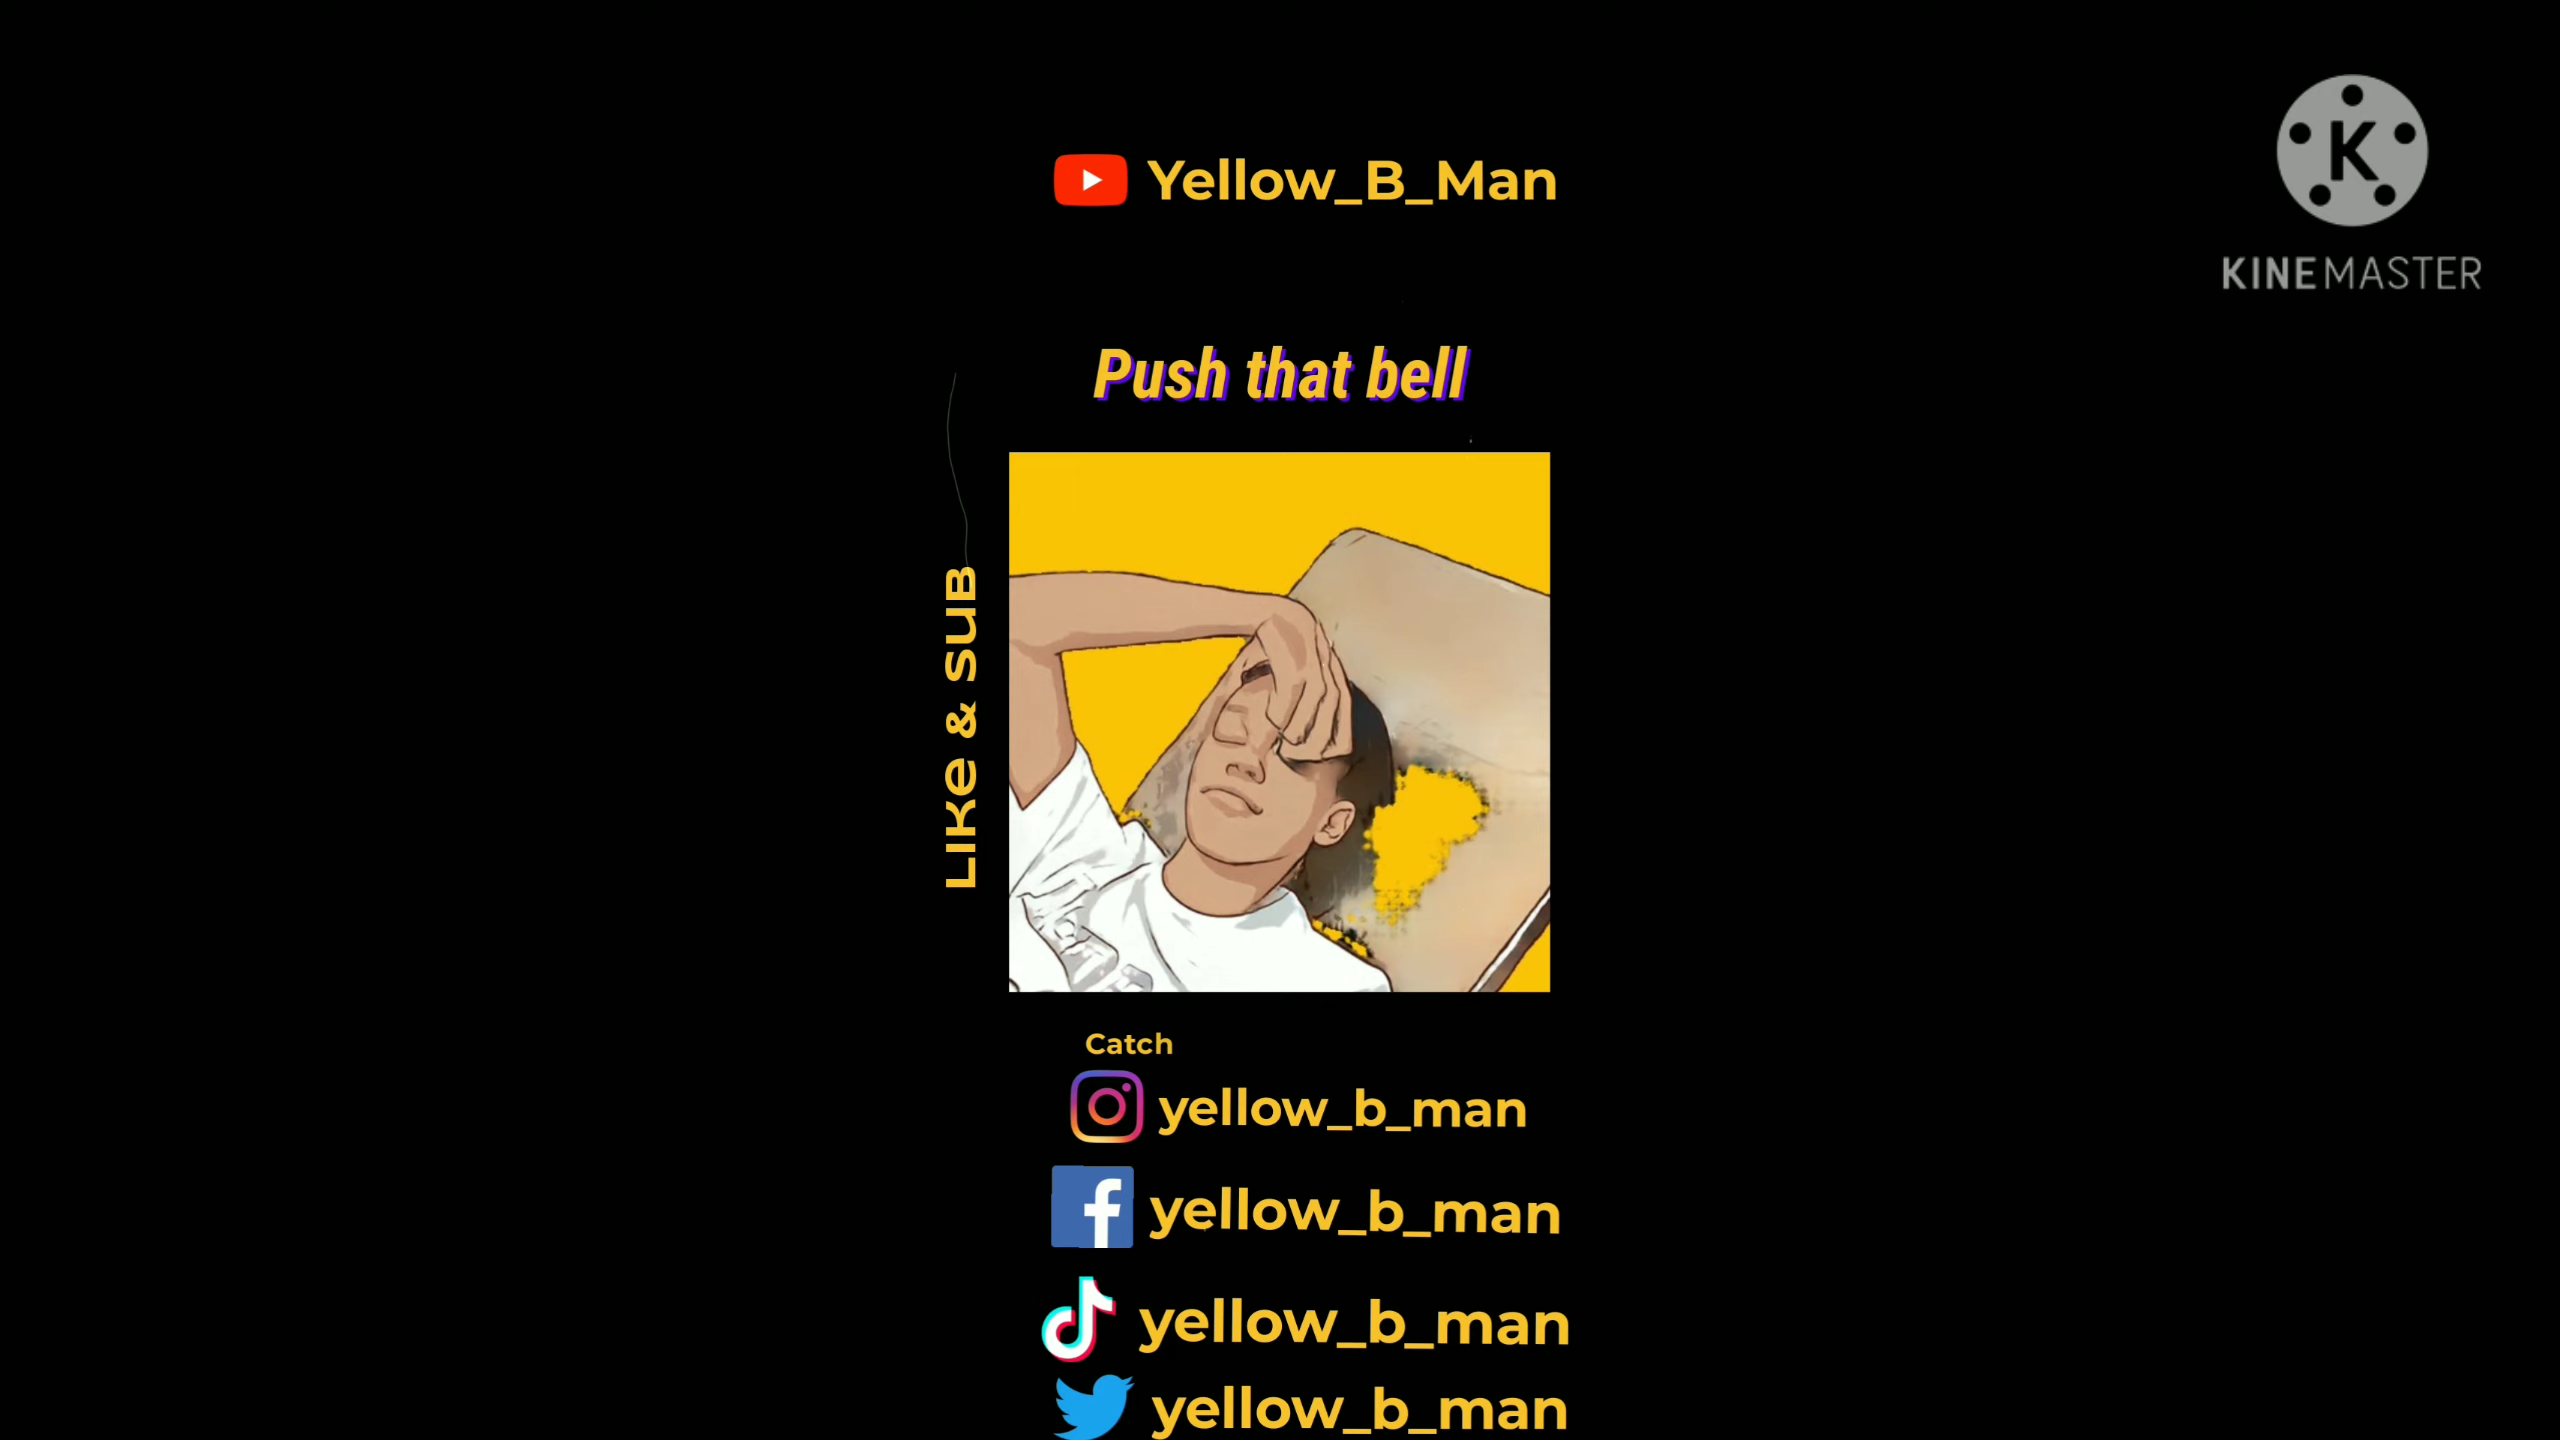 Yellow_B_Man
KINEMASTER
Push that bell
LIKE & SUB
Catch
yellow_b_man
yellow_b_man
yellow_b_man
yellow_b_man